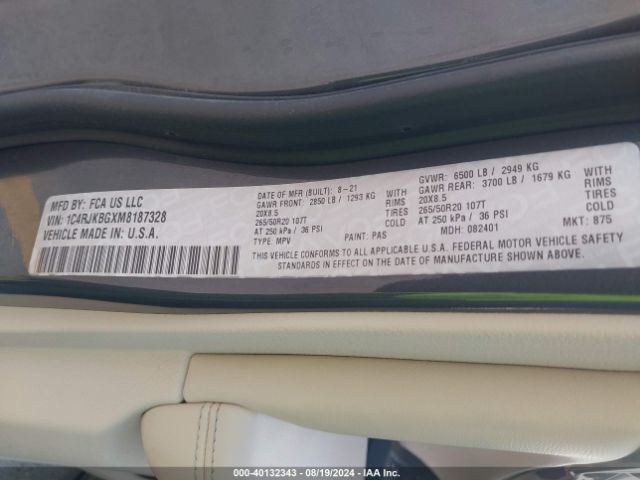 MFD BY: FCA US LLC
VIN: 1C4RJKBGXM8187328
VEHICLE MADE IN: U.S.A.
DATE OF MFR (BUILT): 8-21
GAWR FRONT: 2850 LB / 1293 KG WITH
20X8.5 RIMS
265/50R20 107T TIRES
AT 250 kPa / 36 PSI COLD
TYPE: MPV PAINT: PAS
GVWR: 6500 LB / 2949 KG
GAWR REAR: 3700 LB / 1679 KG WITH
20X8.5 RIMS
265/50R20 107T TIRES
AT 250 kPa / 36 PSI COLD
MDH: 082401 MKT: 875
THIS VEHICLE CONFORMS TO ALL APPLICABLE U.S.A. FEDERAL MOTOR VEHICLE SAFETY
STANDARDS IN EFFECT ON THE DATE OF MANUFACTURE SHOWN ABOVE.
000-40132343 - 08/19/2024 - IAA Inc.